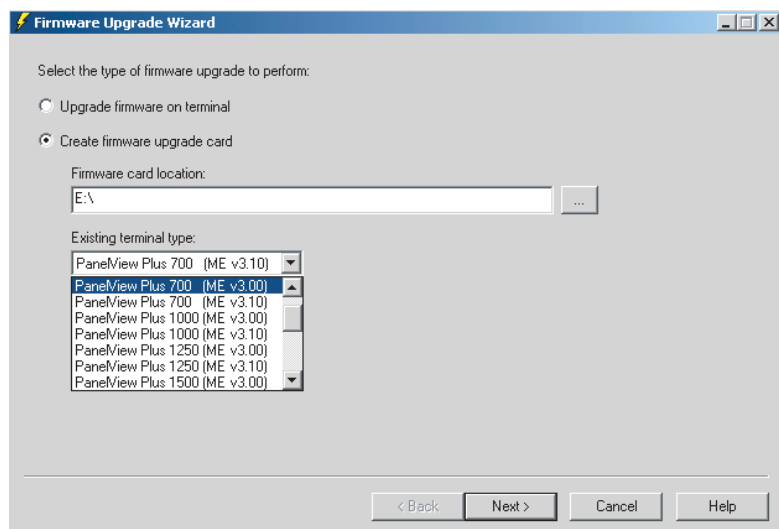 Firmware Upgrade Wizard
Select the type of firmware upgrade to perform:
Upgrade firmware on terminal
Create firmware upgrade card
Firmware card location:
E:\
...
Existing terminal type:
PanelView Plus 700 (ME v3.10)
PanelView Plus 700 (ME v3.00)
PanelView Plus 700 (ME v3.10)
PanelView Plus 1000 (ME v3.00)
PanelView Plus 1000 (ME v3.10)
PanelView Plus 1250 (ME v3.00)
PanelView Plus 1250 (ME v3.10)
PanelView Plus 1500 (ME v3.00)
< Back Next > Cancel Help